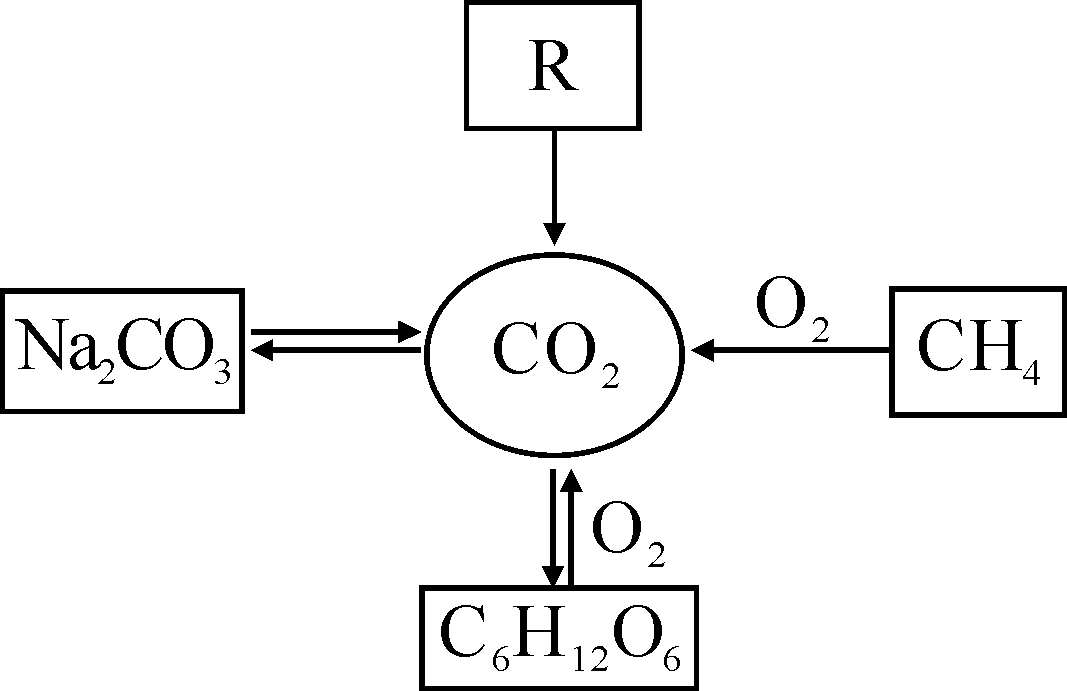 R
O₂
Na₂CO₃ CO₂ CH₄
O₂
C₆H₁₂O₆